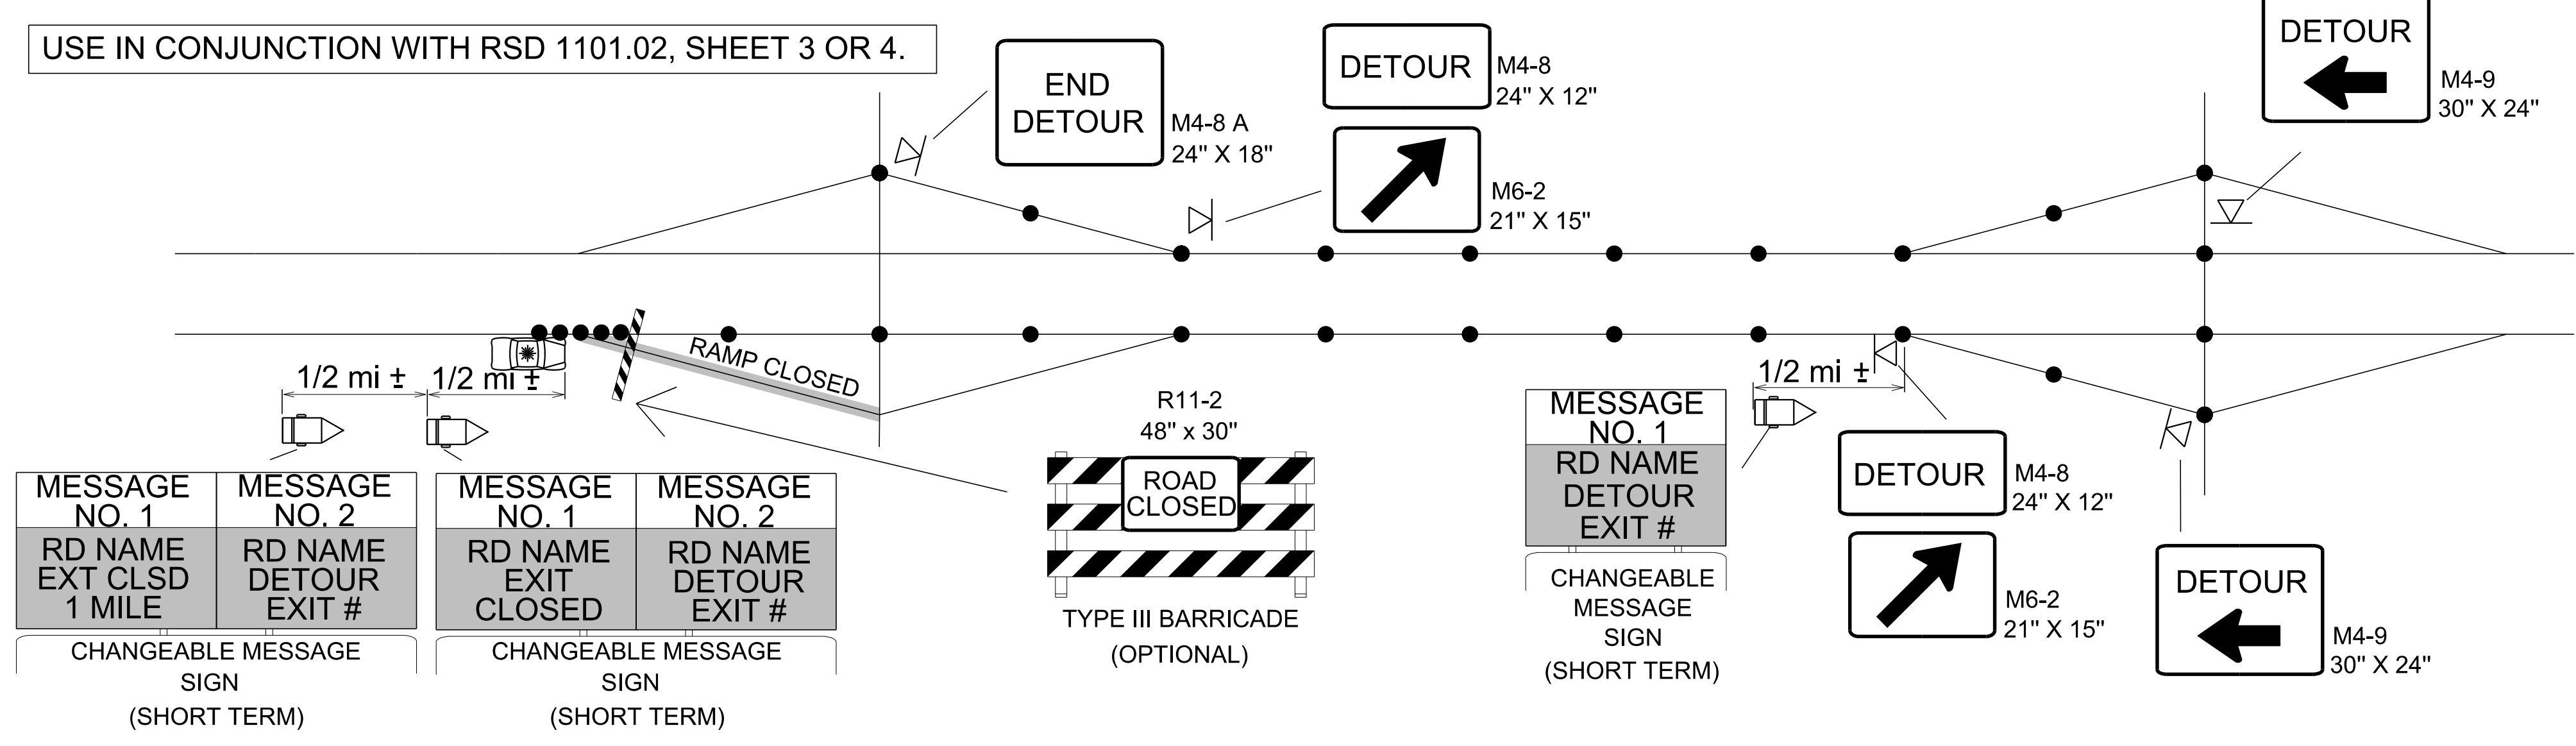 USE IN CONJUNCTION WITH RSD 1101.02, SHEET 3 OR 4.
END
DETOUR
M4-8 A
24" X 18"
DETOUR
M4-8
24" X 12"
M6-2
21" X 15"
DETOUR
M4-9
30" X 24"
RAMP CLOSED
1/2 mi ±
1/2 mi ±
1/2 mi ±
MESSAGE
NO. 1
RD NAME
EXT CLSD
1 MILE
MESSAGE
NO. 2
RD NAME
DETOUR
EXIT #
CHANGEABLE MESSAGE
SIGN
(SHORT TERM)
MESSAGE
NO. 1
RD NAME
EXIT
CLOSED
MESSAGE
NO. 2
RD NAME
DETOUR
EXIT #
CHANGEABLE MESSAGE
SIGN
(SHORT TERM)
R11-2
48" x 30"
ROAD
CLOSED
TYPE III BARRICADE
(OPTIONAL)
MESSAGE
NO. 1
RD NAME
DETOUR
EXIT #
CHANGEABLE
MESSAGE
SIGN
(SHORT TERM)
DETOUR
M4-8
24" X 12"
M6-2
21" X 15"
DETOUR
M4-9
30" X 24"